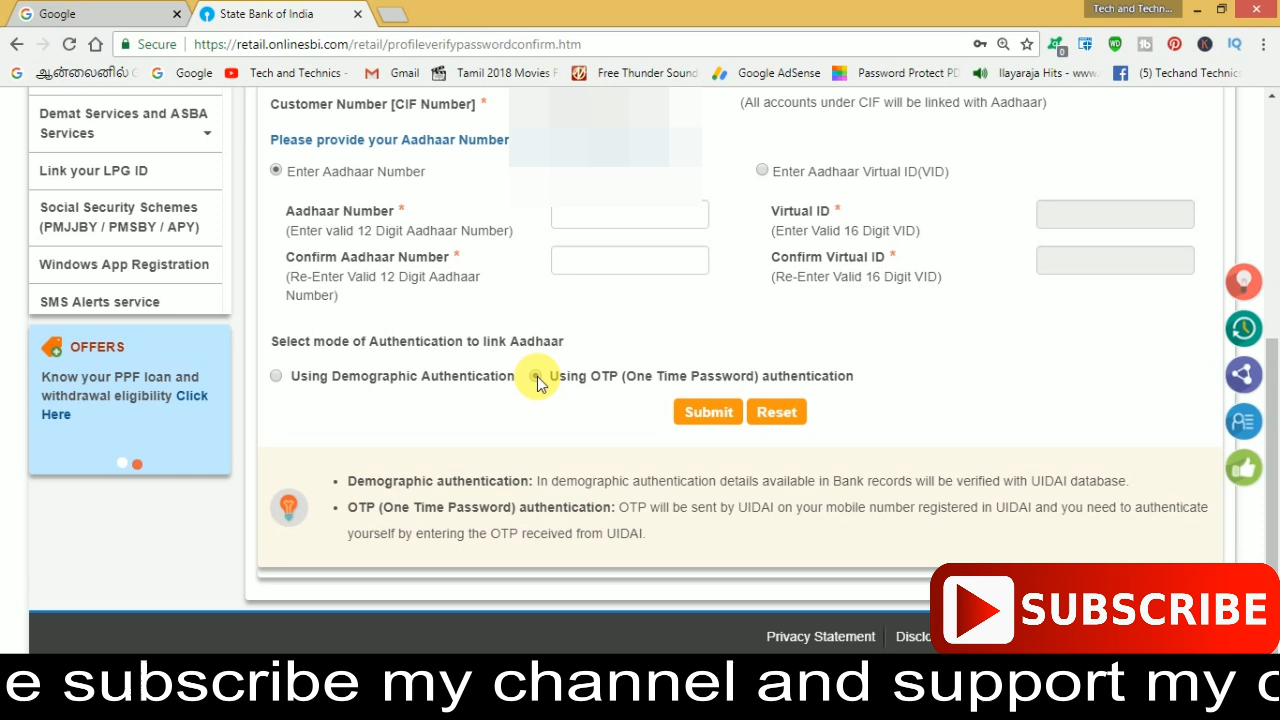 Google
State Bank of India
Tech and Techn...
Secure
https://retail.onlinesbi.com/retail/profileverifypasswordconfirm.htm
ஆன்லைனில்
Google
Tech and Technics -
Gmail
Tamil 2018 Movies F
Free Thunder Sound
Google AdSense
Password Protect PD
Ilayaraja Hits - www.
(5) Techand Technics
Demat Services and ASBA
Services
Link your LPG ID
Social Security Schemes
(PMJJBY / PMSBY / APY)
Windows App Registration
SMS Alerts service
OFFERS
Know your PPF loan and
withdrawal eligibility Click
Here
Customer Number [CIF Number] *
(All accounts under CIF will be linked with Aadhaar)
Please provide your Aadhaar Number
Enter Aadhaar Number
Enter Aadhaar Virtual ID(VID)
Aadhaar Number *
(Enter valid 12 Digit Aadhaar Number)
Virtual ID *
(Enter Valid 16 Digit VID)
Confirm Aadhaar Number *
(Re-Enter Valid 12 Digit Aadhaar
Number)
Confirm Virtual ID *
(Re-Enter Valid 16 Digit VID)
Select mode of Authentication to link Aadhaar
Using Demographic Authentication
Using OTP (One Time Password) authentication
Submit
Reset
• Demographic authentication: In demographic authentication details available in Bank records will be verified with UIDAI database.
• OTP (One Time Password) authentication: OTP will be sent by UIDAI on your mobile number registered in UIDAI and you need to authenticate
yourself by entering the OTP received from UIDAI.
SUBSCRIBE
Privacy Statement
Disclo
e subscribe my channel and support my c